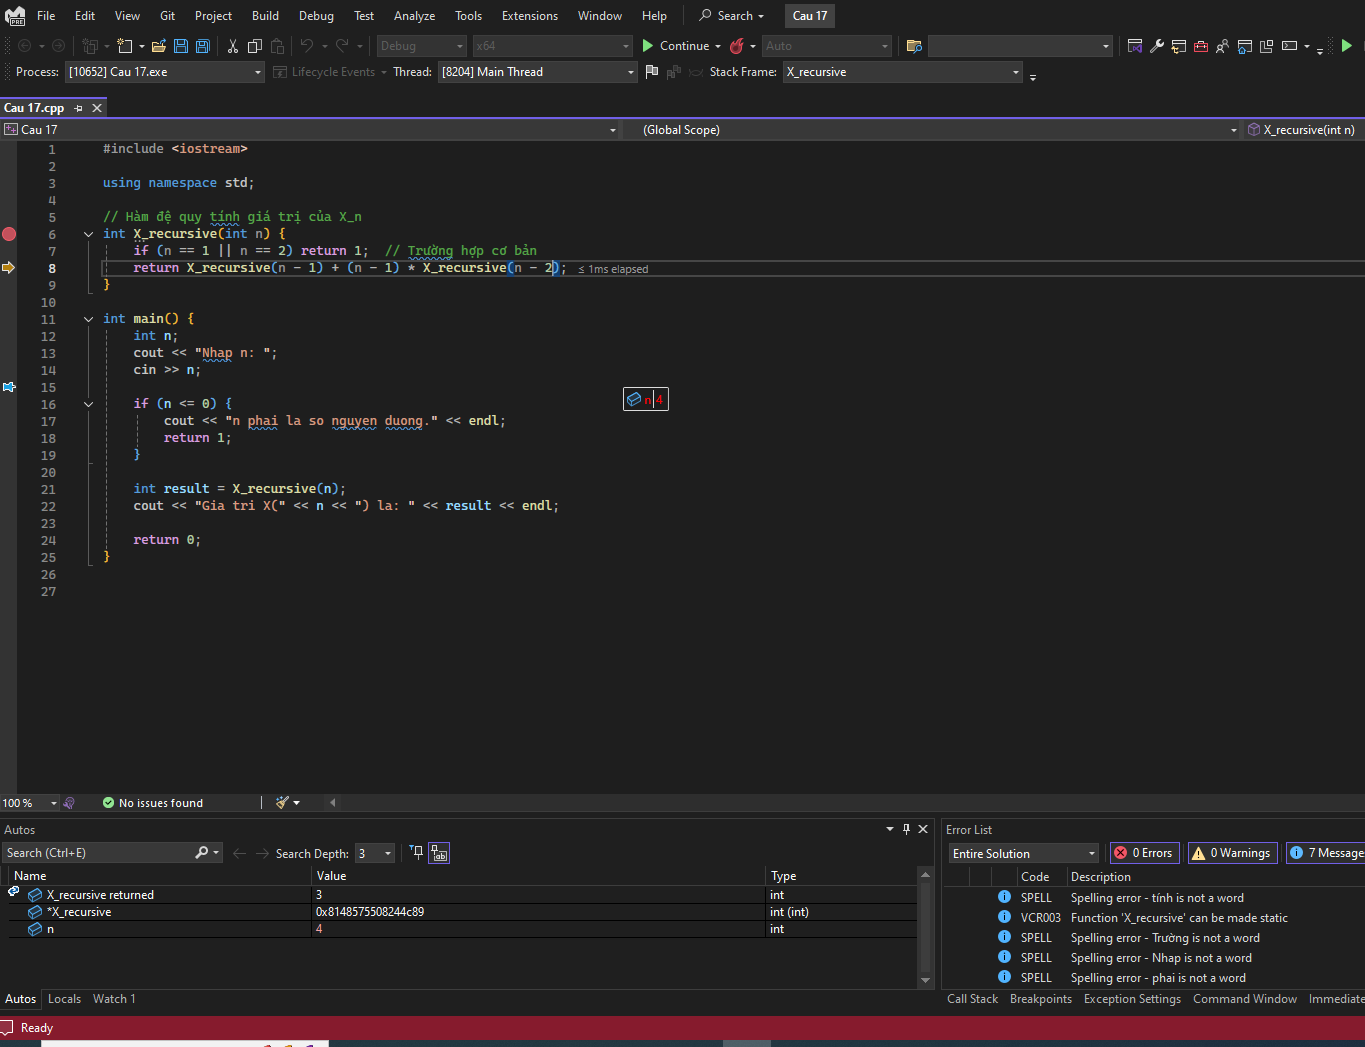 PRE File Edit View Git Project Build Debug Test Analyze Tools Extensions Window Help Search Cau 17
Debug x64 Continue Auto
Process: [10652] Cau 17.exe Lifecycle Events Thread: [8204] Main Thread Stack Frame: X_recursive
Cau 17.cpp
Cau 17 (Global Scope) X_recursive(int n)
1 #include <iostream>
2
3 using namespace std;
4
5 // Hàm đệ quy tính giá trị của X_n
6 int X_recursive(int n) {
7 if (n == 1 || n == 2) return 1; // Trường hợp cơ bản
8 return X_recursive(n - 1) + (n - 1) * X_recursive(n - 2); ≤ 1ms elapsed
9 }
10
11 int main() {
12 int n;
13 cout << "Nhap n: ";
14 cin >> n;
15
16 if (n <= 0) {
n 4
17 cout << "n phai la so nguyen duong." << endl;
18 return 1;
19 }
20
21 int result = X_recursive(n);
22 cout << "Gia tri X(" << n << ") la: " << result << endl;
23
24 return 0;
25 }
26
27
100 % No issues found
Autos
Search (Ctrl+E) Search Depth: 3
Name Value Type
X_recursive returned 3 int
*X_recursive 0x8148575508244c89 int (int)
n 4 int
Autos Locals Watch 1
Error List
Entire Solution 0 Errors 0 Warnings 7 Message
Code Description
SPELL Spelling error - tính is not a word
VCR003 Function 'X_recursive' can be made static
SPELL Spelling error - Trường is not a word
SPELL Spelling error - Nhap is not a word
SPELL Spelling error - phai is not a word
Call Stack Breakpoints Exception Settings Command Window Immediate
Ready